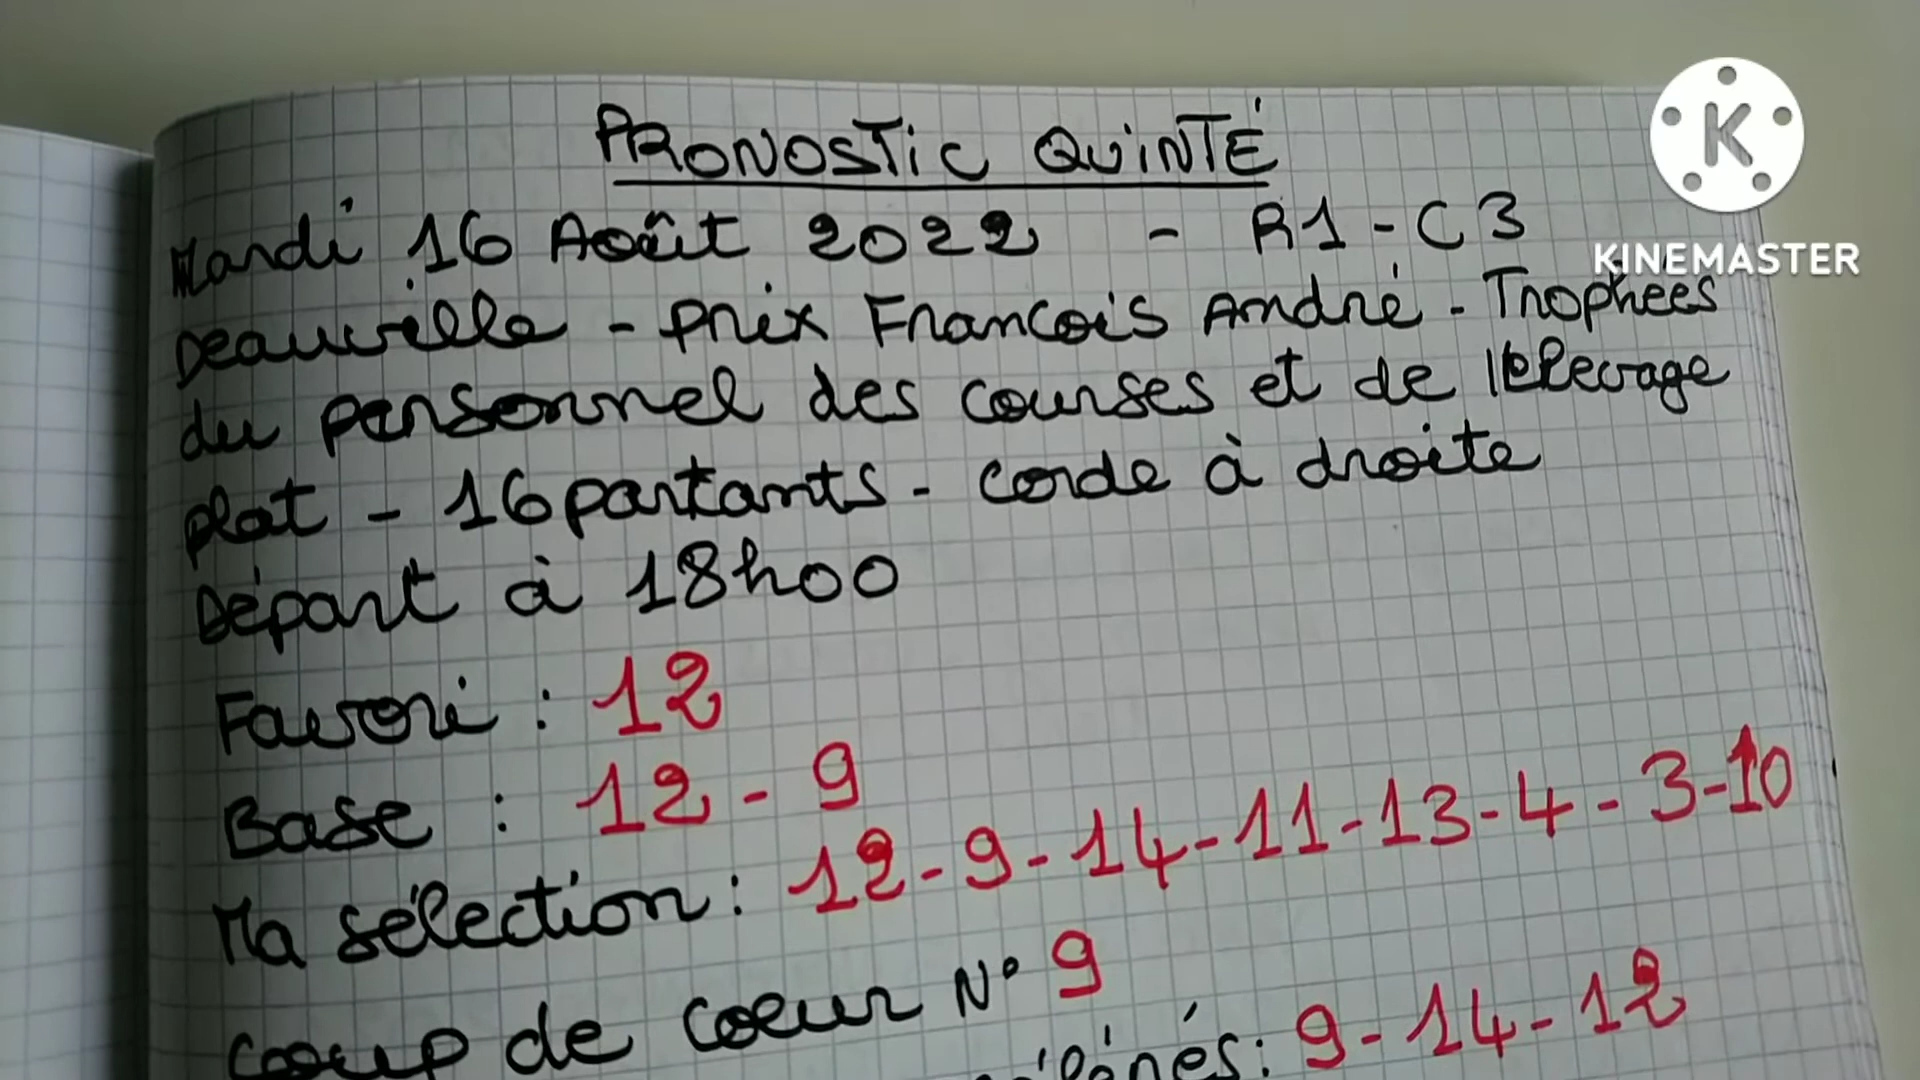 PRONOSTIC QUINTÉ
Mardi 16 Août 2022 - R1 - C3
Deauville - Prix Francois André - Trophées
du personnel des courses et de l'élevage
plat - 16 partants - corde à droite
Départ à 18h00
Favori : 12
Base : 12 - 9
Ma sélection : 12 - 9 - 14 - 11 - 13 - 4 - 3 - 10
coup de coeur N° 9
: 9 - 14 - 12
K
KINEMASTER